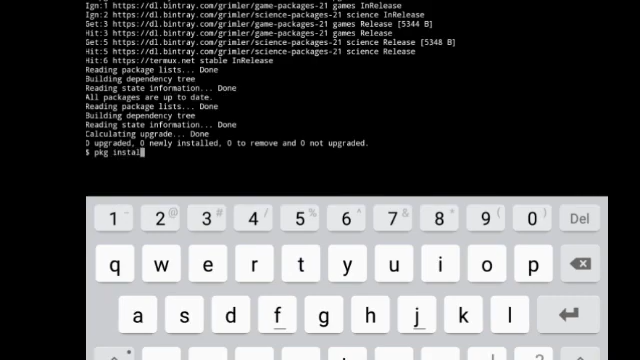 Ign:1 https://dl.bintray.com/grimler/game-packages-21 games InRelease
Ign:2 https://dl.bintray.com/grimler/science-packages-21 science InRelease
Get:3 https://dl.bintray.com/grimler/game-packages-21 games Release [5344 B]
Hit:3 https://dl.bintray.com/grimler/game-packages-21 games Release
Get:5 https://dl.bintray.com/grimler/science-packages-21 science Release [5348 B]
Hit:5 https://dl.bintray.com/grimler/science-packages-21 science Release
Hit:6 https://termux.net stable InRelease
Reading package lists... Done
Building dependency tree
Reading state information... Done
All packages are up to date.
Reading package lists... Done
Building dependency tree
Reading state information... Done
Calculating upgrade... Done
0 upgraded, 0 newly installed, 0 to remove and 0 not upgraded.
$ pkg instal
1 2 @ 3 # 4 / 5 % 6 ^ 7 & 8 * 9 ( 0 ) Del
q w e r t y u i o p
a s d f g h j k l